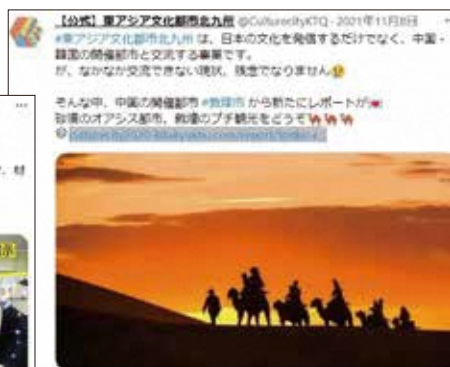 【公式】東アジア文化都市北九州 @CulturecityKTQ・2021年11月8日
#東アジア文化都市北九州 は、日本の文化を発信するだけでなく、中国・
韓国の開催都市と交流する事業です。
が、なかなか交流できない現状、残念でなりません😢
そんな中、中国の開催都市 #敦煌市 から新たにレポートが💌
砂漠のオアシス都市、敦煌のプチ観光をどうぞ🐪🐪🐪